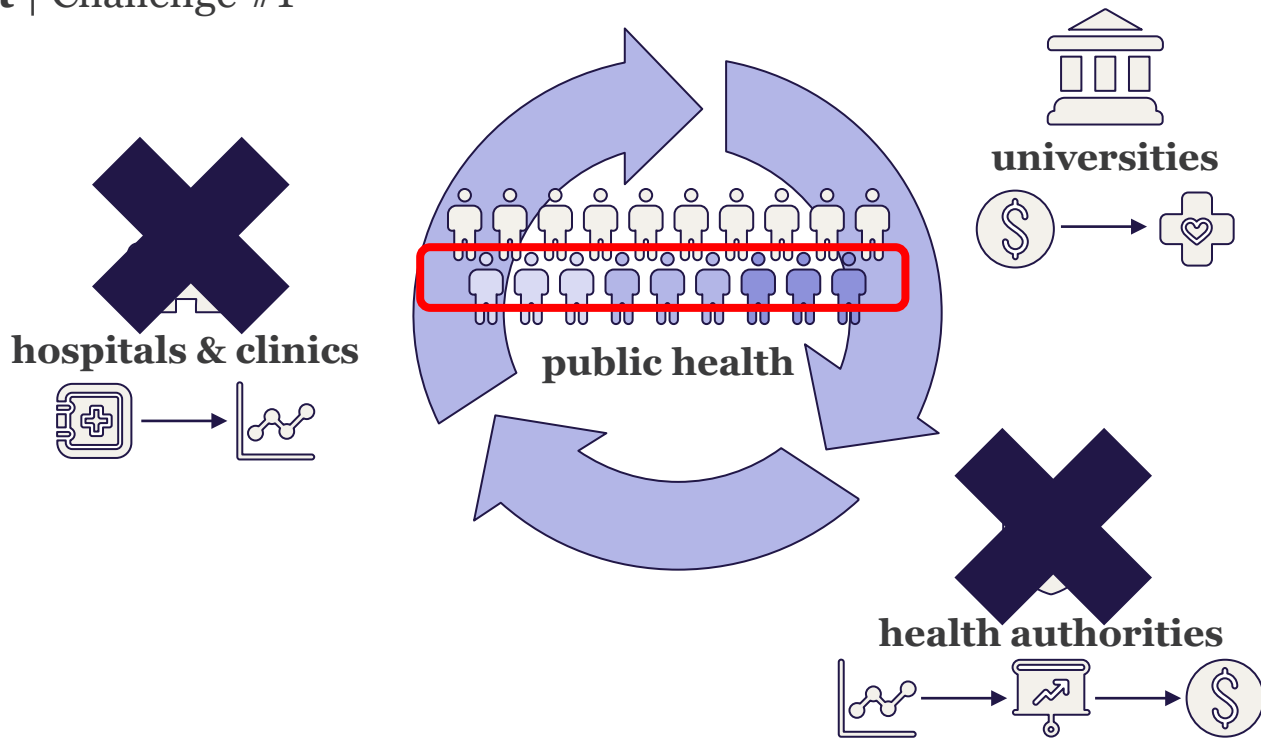 t | Challenge #1
universities
hospitals & clinics
public health
health authorities